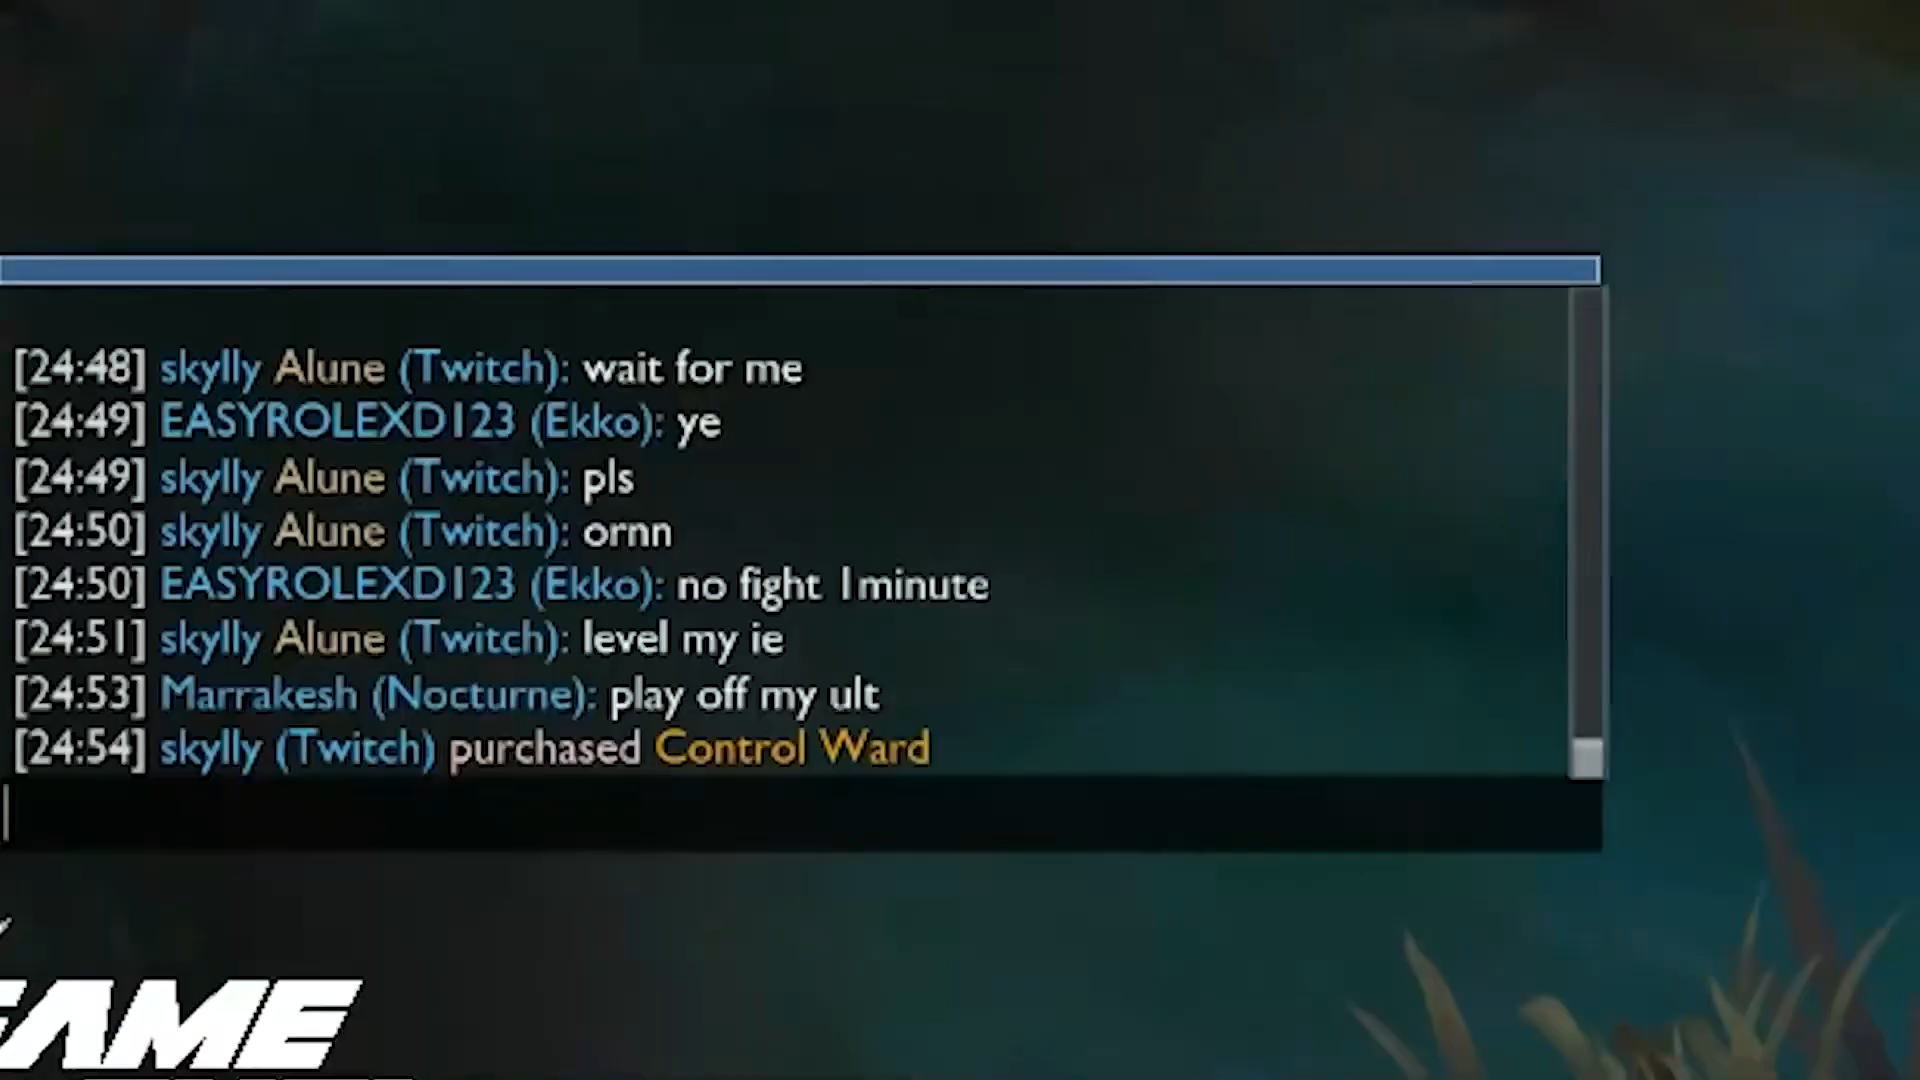 [24:48] skylly Alune (Twitch): wait for me
[24:49] EASYROLEXD123 (Ekko): ye
[24:49] skylly Alune (Twitch): pls
[24:50] skylly Alune (Twitch): ornn
[24:50] EASYROLEXD123 (Ekko): no fight 1minute
[24:51] skylly Alune (Twitch): level my ie
[24:53] Marrakesh (Nocturne): play off my ult
[24:54] skylly (Twitch) purchased Control Ward
GAME